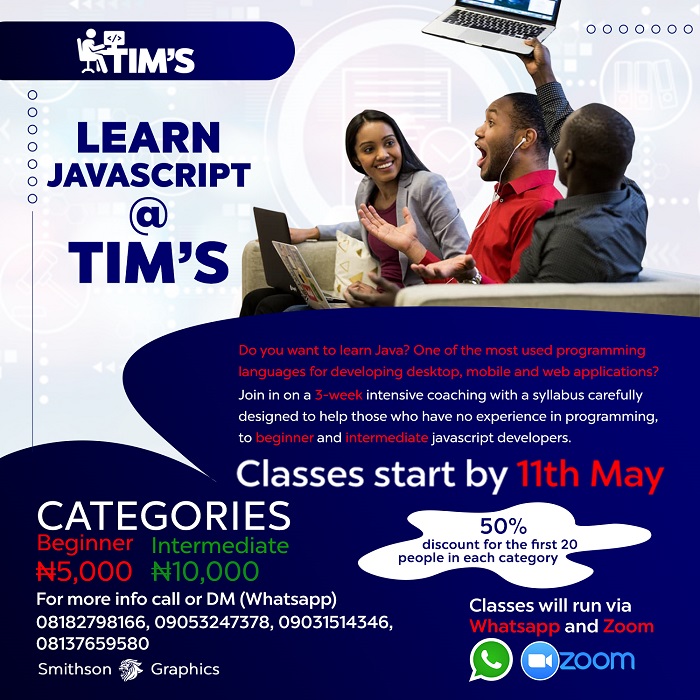 TIM'S
LEARN
JAVASCRIPT
@
TIM'S
Do you want to learn Java? One of the most used programming
languages for developing desktop, mobile and web applications?
Join in on a 3-week intensive coaching with a syllabus carefully
designed to help those who have no experience in programming,
to beginner and intermediate javascript developers.
Classes start by 11th May
CATEGORIES
Beginner Intermediate
₦5,000 ₦10,000
For more info call or DM (Whatsapp)
08182798166, 09053247378, 09031514346,
08137659580
Smithson Graphics
50%
discount for the first 20
people in each category
Classes will run via
Whatsapp and Zoom
zoom